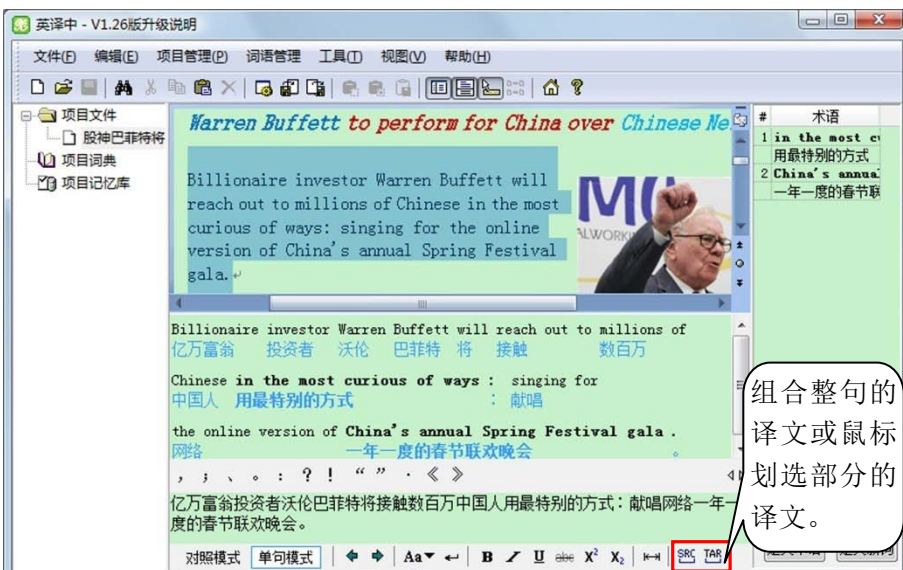 英译中 - V1.26版升级说明
文件(F) 编辑(E) 项目管理(P) 词语管理 工具(T) 视图(V) 帮助(H)
项目文件
股神巴菲特将
项目词典
项目记忆库
Warren Buffett to perform for China over Chinese Ne
Billionaire investor Warren Buffett will
reach out to millions of Chinese in the most
curious of ways: singing for the online
version of China's annual Spring Festival
gala.
MO
ALWORKI
# 术语
1 in the most c
用最特别的方式
2 China's annua
一年一度的春节联
Billionaire investor Warren Buffett will reach out to millions of
亿万富翁 投资者 沃伦 巴菲特 将 接触 数百万
Chinese in the most curious of ways : singing for
中国人 用最特别的方式 : 献唱
the online version of China's annual Spring Festival gala .
网络 一年一度的春节联欢晚会 。
, ; 、 。 : ? ! “ ” · 《 》
亿万富翁投资者沃伦巴菲特将接触数百万中国人用最特别的方式: 献唱网络一年一
度的春节联欢晚会。
对照模式 单句模式 Aa B I U abc X² X₂ SRC TAR
组合整句的
译文或鼠标
划选部分的
译文。